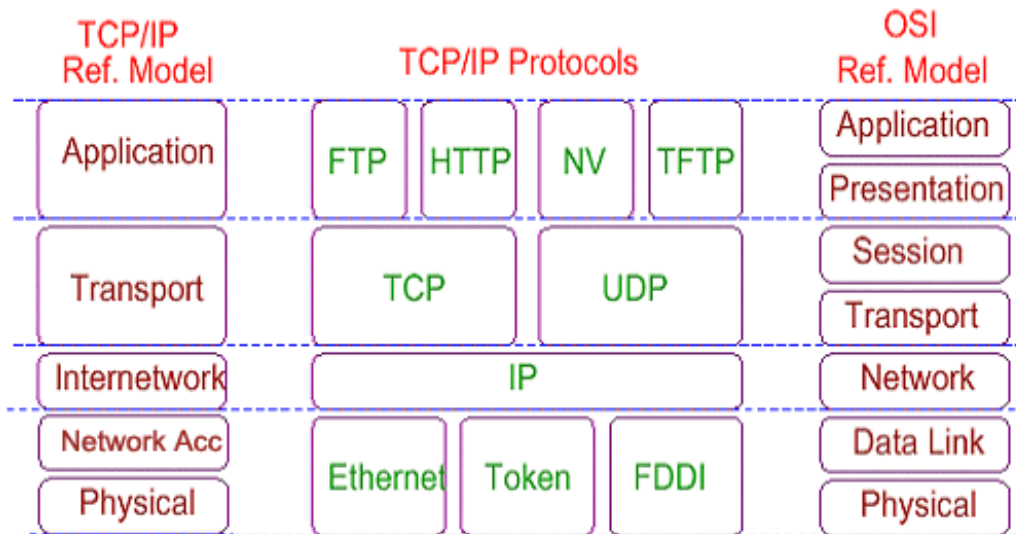 TCP/IP
Ref. Model
TCP/IP Protocols
OSI
Ref. Model
Application
FTP
HTTP
NV
TFTP
Application
Presentation
Transport
TCP
UDP
Session
Transport
Internetwork
IP
Network
Network Acc
Physical
Ethernet
Token
FDDI
Data Link
Physical